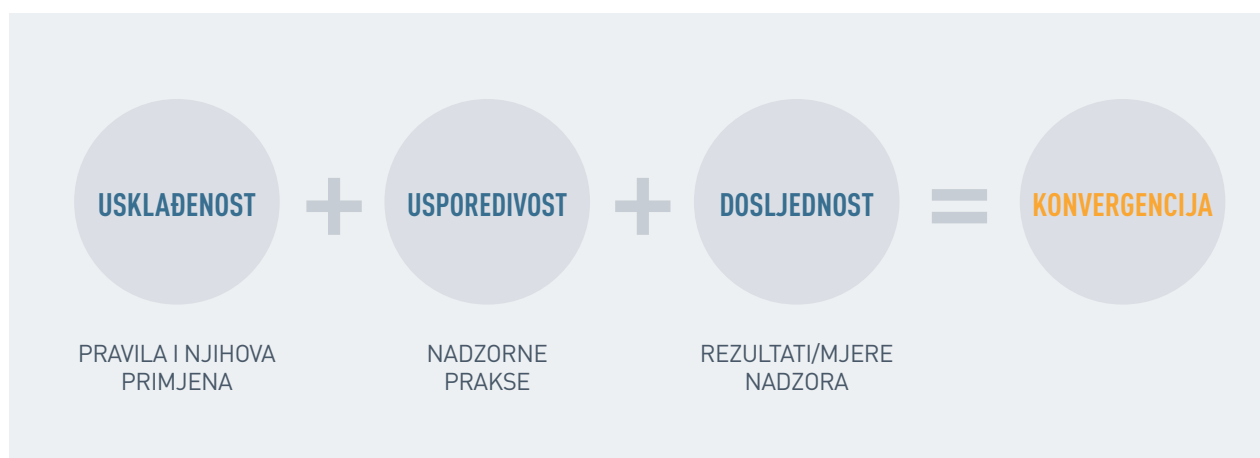 USKLAĐENOST + USPOREDIVOST + DOSLJEDNOST = KONVERGENCIJA
PRAVILA I NJIHOVA
PRIMJENA
NADZORNE
PRAKSE
REZULTATI/MJERE
NADZORA